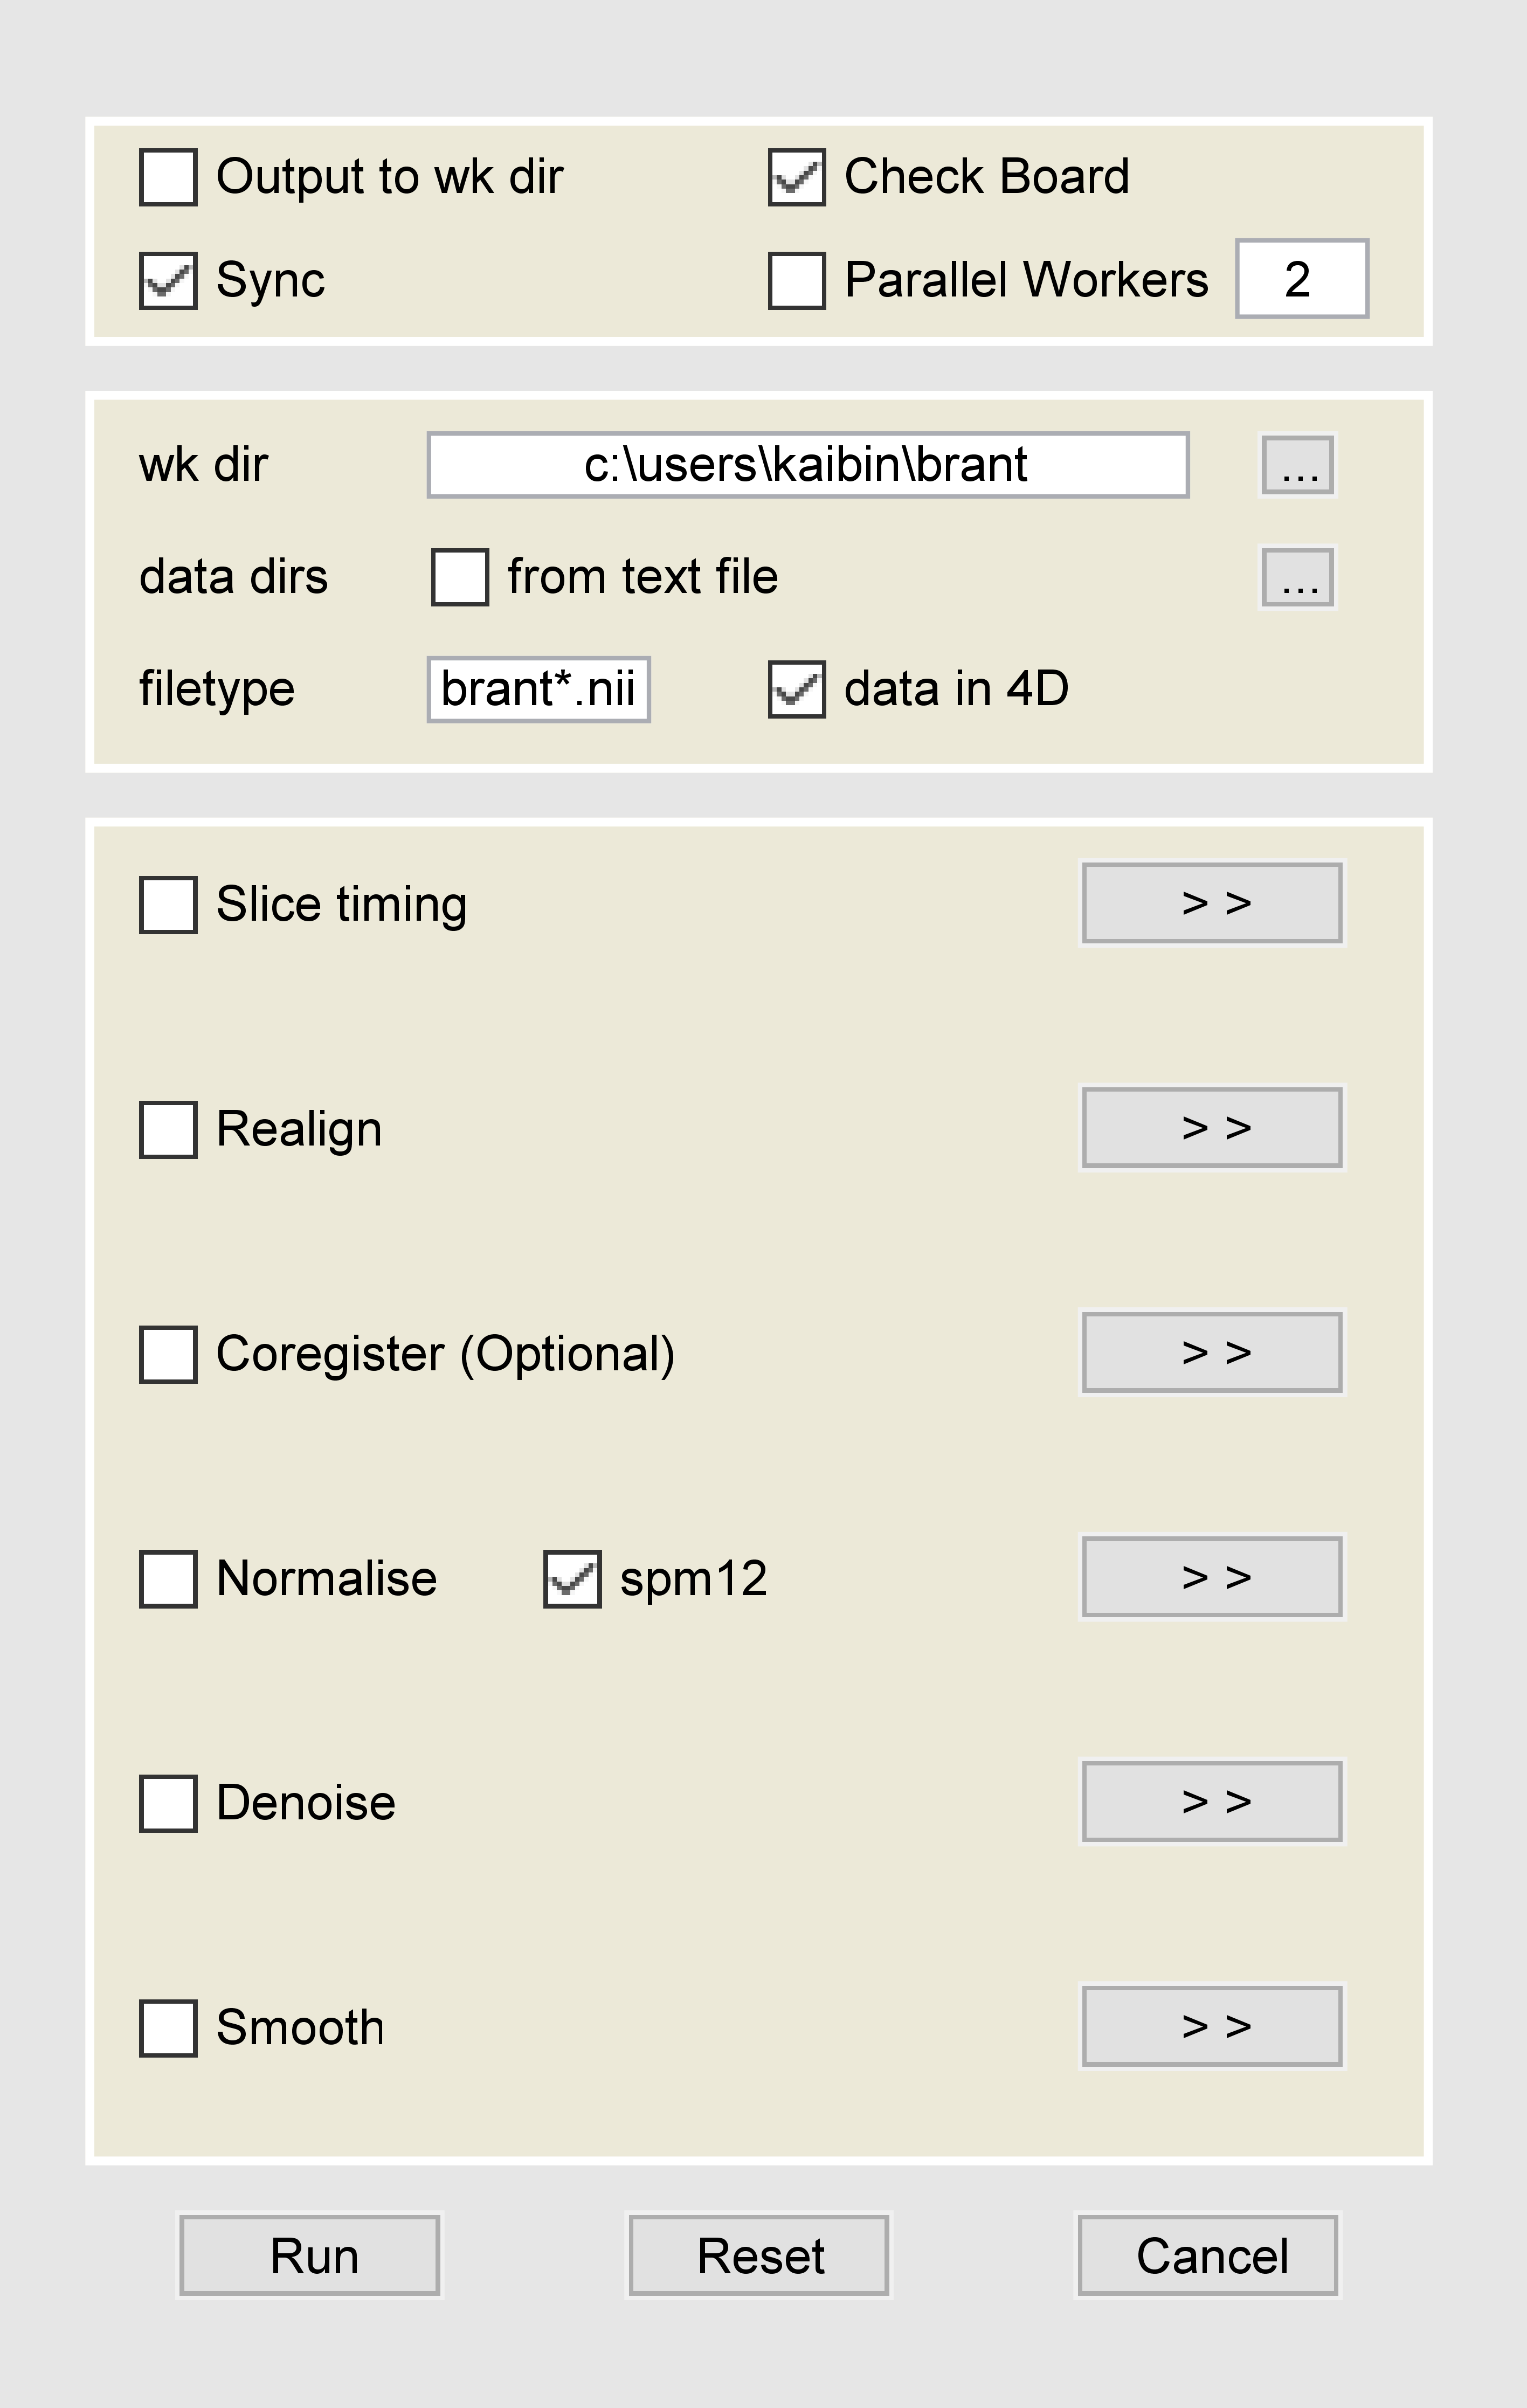 Output to wk dir Check Board
Sync Parallel Workers 2
wk dir c:\users\kaibin\brant ...
data dirs from text file ...
filetype brant*.nii data in 4D
Slice timing > >
Realign > >
Coregister (Optional) > >
Normalise spm12 > >
Denoise > >
Smooth > >
Run Reset Cancel